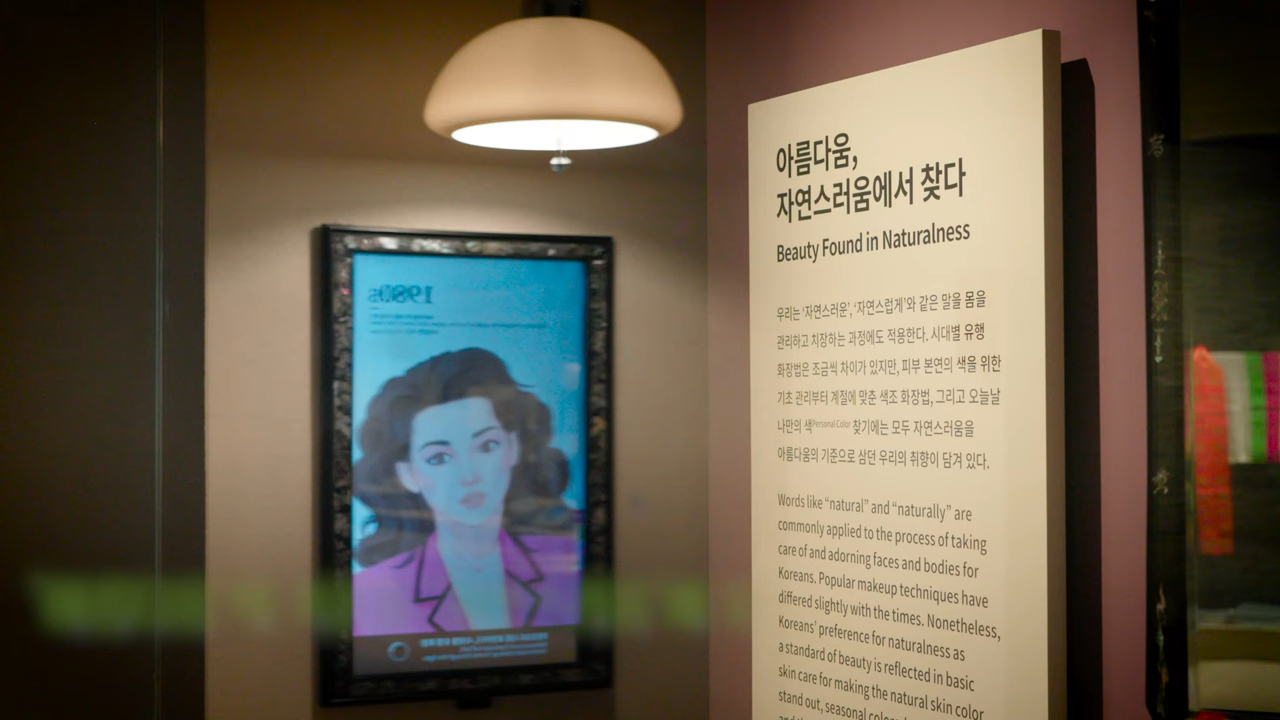 1980s
아름다움,
자연스러움에서 찾다
Beauty Found in Naturalness
우리는 ‘자연스러운’, ‘자연스럽게’와 같은 말을 몸을
관리하고 치장하는 과정에도 적용한다. 시대별 유행
화장법은 조금씩 차이가 있지만, 피부 본연의 색을 위한
기초 관리부터 계절에 맞춘 색조 화장법, 그리고 오늘날
나만의 색Personal Color 찾기에는 모두 자연스러움을
아름다움의 기준으로 삼던 우리의 취향이 담겨 있다.
Words like “natural” and “naturally” are
commonly applied to the process of taking
care of and adorning faces and bodies for
Koreans. Popular makeup techniques have
differed slightly with the times. Nonetheless,
Koreans’ preference for naturalness as
a standard of beauty is reflected in basic
skin care for making the natural skin color
stand out, seasonal